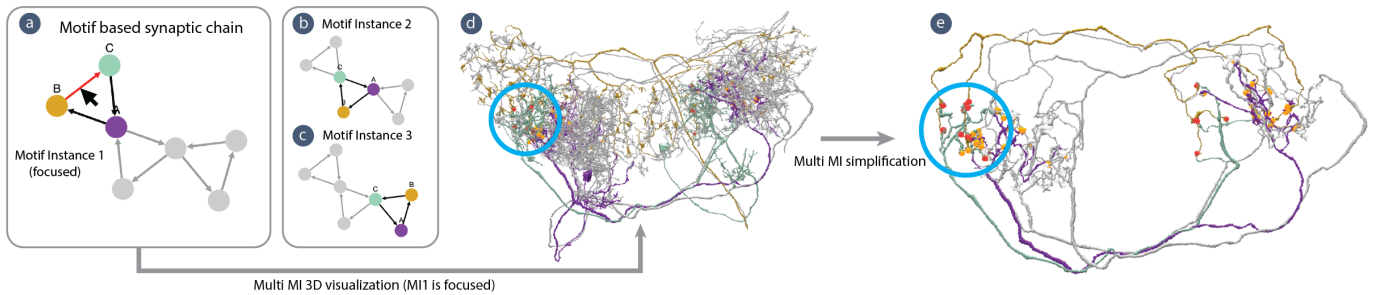 a
Motif based synaptic chain
C
B
A
Motif Instance 1
(focused)
b
Motif Instance 2
C
A
B
c
Motif Instance 3
C
B
A
d
Multi MI simplification
e
Multi MI 3D visualization (MI1 is focused)